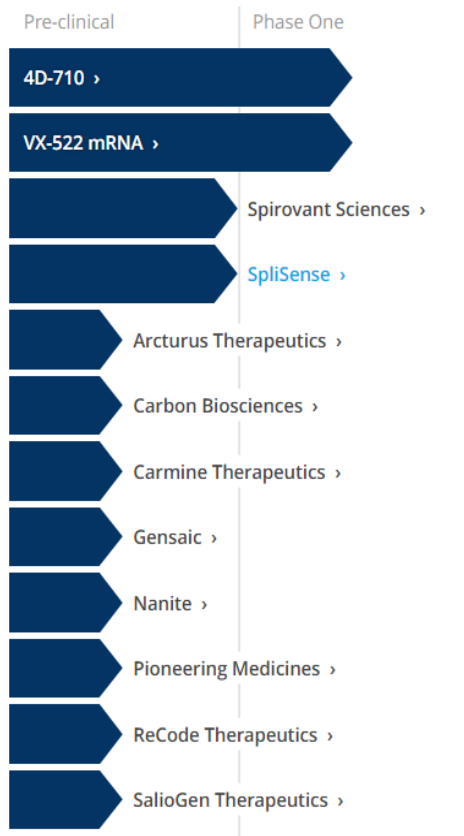 Pre-clinical Phase One
4D-710 ›
VX-522 mRNA ›
Spirovant Sciences ›
SpliSense ›
Arcturus Therapeutics ›
Carbon Biosciences ›
Carmine Therapeutics ›
Gensaic ›
Nanite ›
Pioneering Medicines ›
ReCode Therapeutics ›
SalioGen Therapeutics ›